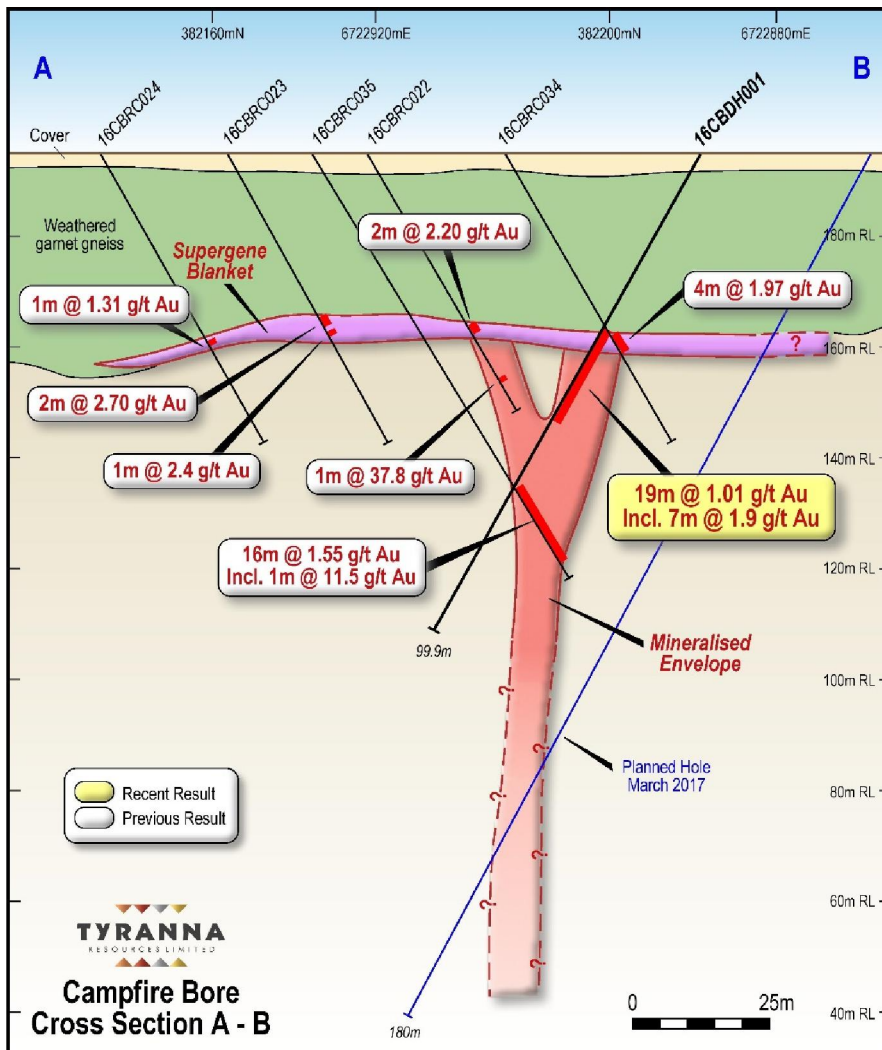 382160mN
6722920mE
382200mN
6722880mE
A
B
16CBRC024
16CBRC023
16CBRC035
16CBRC022
16CBRC034
16CBDH001
Cover
Weathered
garnet gneiss
Supergene
Blanket
2m @ 2.20 g/t Au
4m @ 1.97 g/t Au
1m @ 1.31 g/t Au
180m RL
160m RL
?
2m @ 2.70 g/t Au
1m @ 2.4 g/t Au
1m @ 37.8 g/t Au
140m RL
19m @ 1.01 g/t Au
Incl. 7m @ 1.9 g/t Au
16m @ 1.55 g/t Au
Incl. 1m @ 11.5 g/t Au
120m RL
99.9m
Mineralised
Envelope
100m RL
?
?
Planned Hole
March 2017
Recent Result
Previous Result
80m RL
?
?
60m RL
?
?
TYRANNA
RESOURCES LIMITED
Campfire Bore
Cross Section A - B
180m
0
25m
40m RL